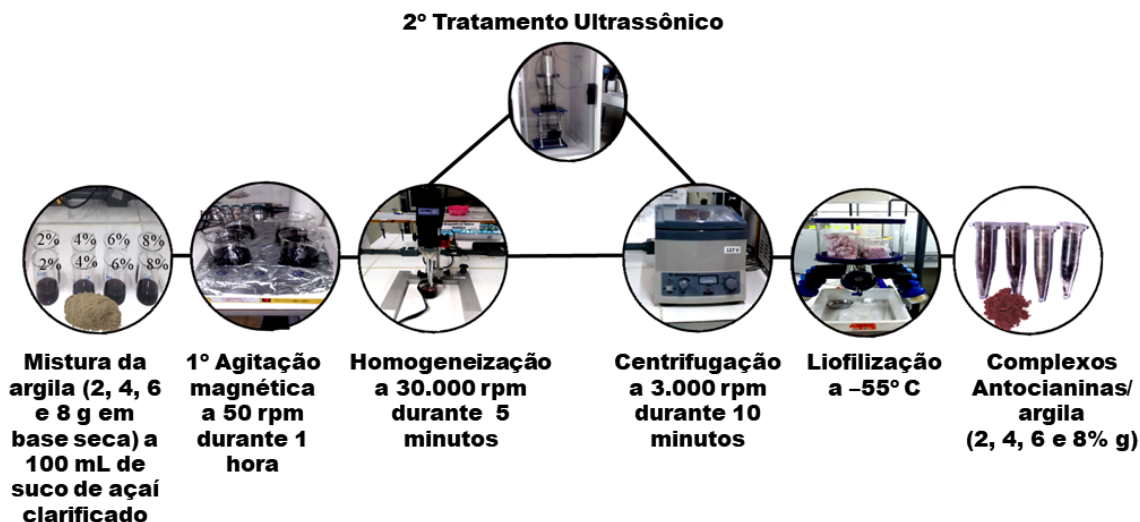 2º Tratamento Ultrassônico
2% 4% 6% 8%
2% 4% 6% 8%
Mistura da
argila (2, 4, 6
e 8 g em
base seca) a
100 mL de
suco de açaí
clarificado
1º Agitação
magnética
a 50 rpm
durante 1
hora
Homogeneização
a 30.000 rpm
durante 5
minutos
Centrifugação
a 3.000 rpm
durante 10
minutos
Liofilização
a –55º C
Complexos
Antocianinas/
argila
(2, 4, 6 e 8% g)